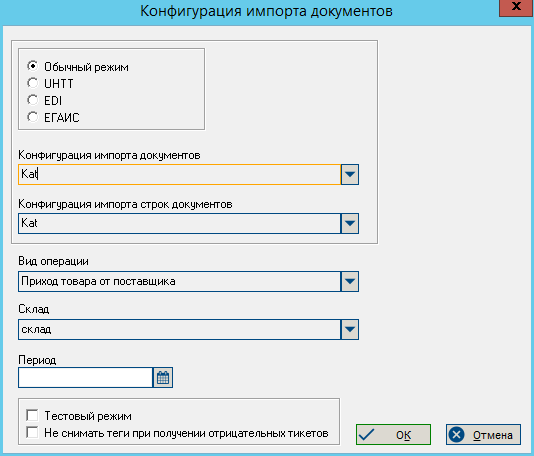 Конфигурация импорта документов
x
Обычный режим
UHTT
EDI
ЕГАИС
Конфигурация импорта документов
Kat
Конфигурация импорта строк документов
Kat
Вид операции
Приход товара от поставщика
Склад
склад
Период
Тестовый режим
Не снимать теги при получении отрицательных тикетов
OK
Отмена